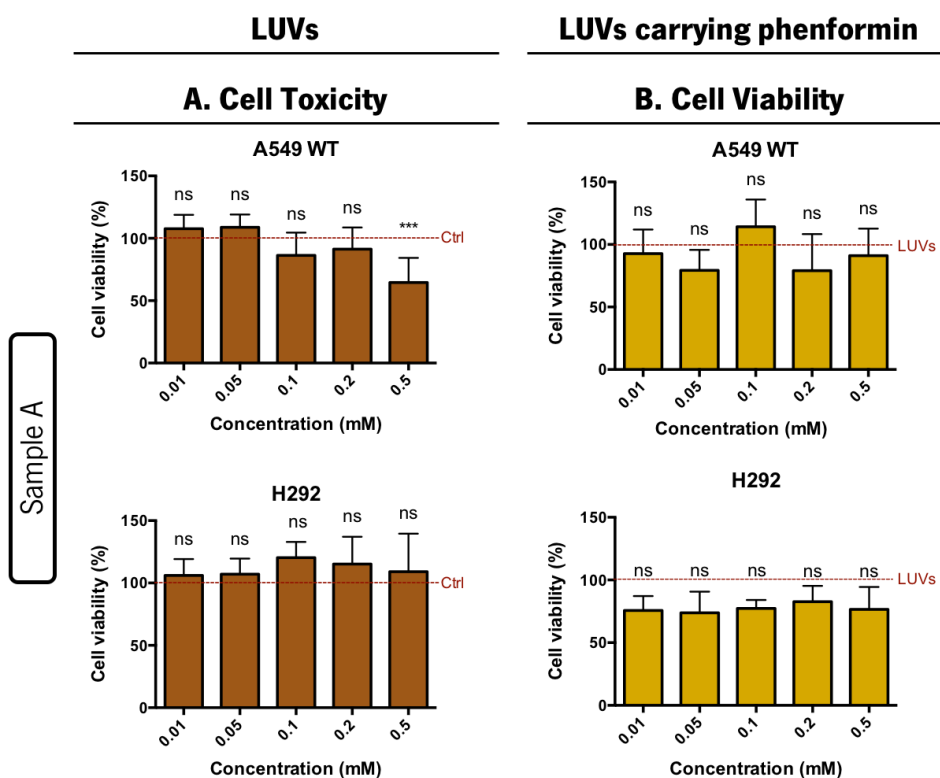 LUVs
LUVs carrying phenformin
A. Cell Toxicity
B. Cell Viability
Sample A
A549 WT
Cell viability (%)
150
100
50
0
ns
ns
ns
ns
***
Ctrl
0.01
0.05
0.1
0.2
0.5
Concentration (mM)
A549 WT
Cell viability (%)
150
100
50
0
ns
ns
ns
ns
ns
LUVs
0.01
0.05
0.1
0.2
0.5
Concentration (mM)
H292
Cell viability (%)
150
100
50
0
ns
ns
ns
ns
ns
Ctrl
0.01
0.05
0.1
0.2
0.5
Concentration (mM)
H292
Cell viability (%)
150
100
50
0
ns
ns
ns
ns
ns
LUVs
0.01
0.05
0.1
0.2
0.5
Concentration (mM)